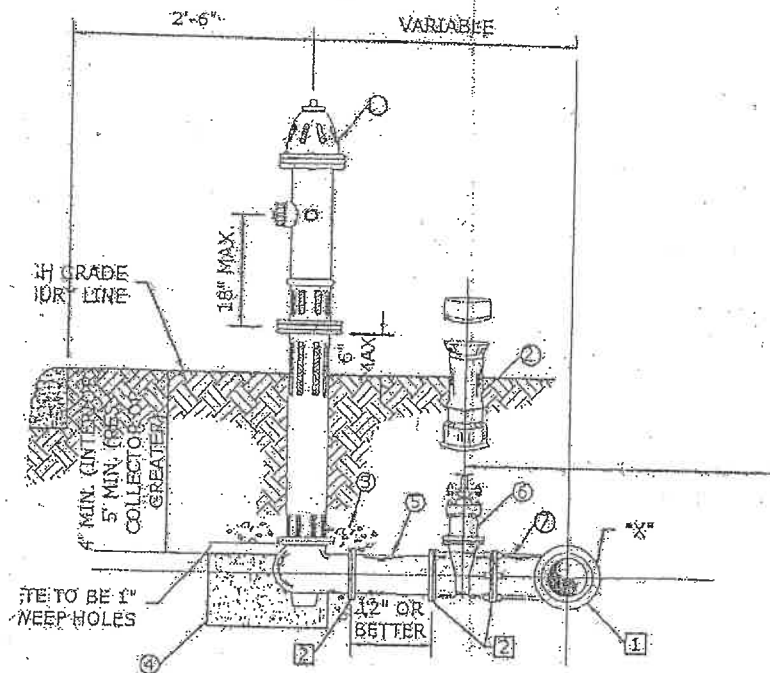 2'-6"
VARIABLE
18" MAX.
H GRADE
LINE
6"
MAX
2
4" MIN.
5' MIN.
COLLECTOR OR
GREATER)
3
5
6
7
"X"
TE TO BE 1"
WEEP HOLES
12" OR
BETTER
4
2
2
1